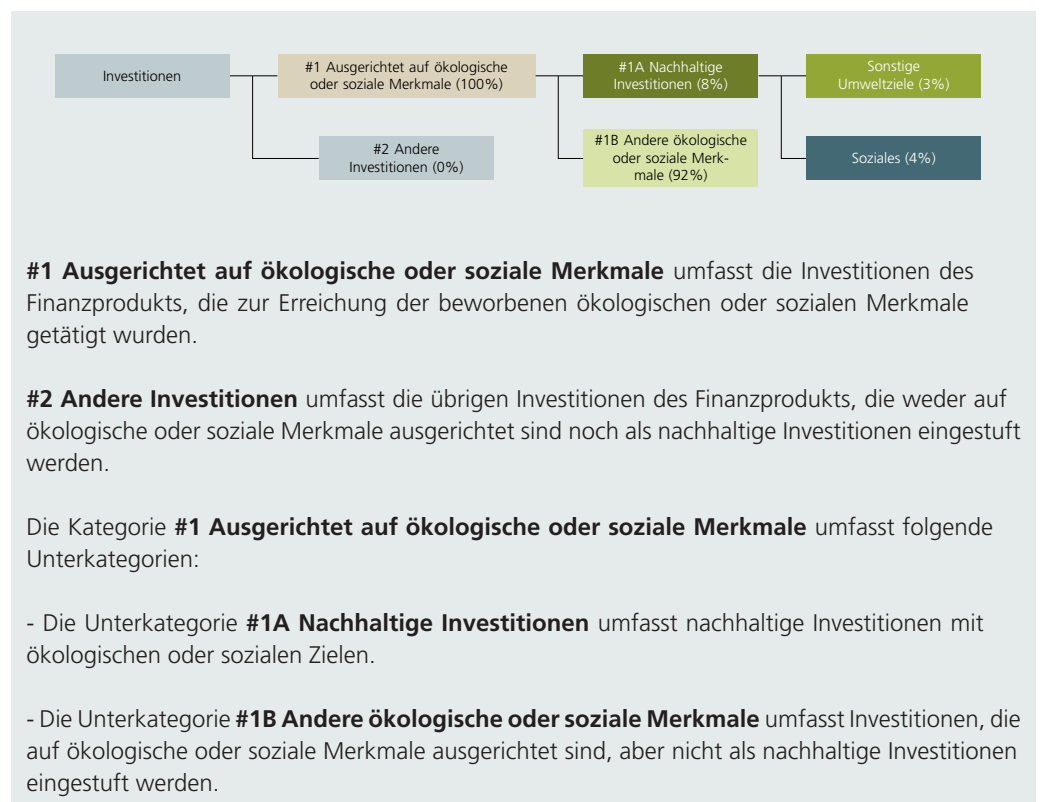 Investitionen
#1 Ausgerichtet auf ökologische
oder soziale Merkmale (100%)
#1A Nachhaltige
Investitionen (8%)
Sonstige
Umweltziele (3%)
#2 Andere
Investitionen (0%)
#1B Andere ökologische
oder soziale Merk-
male (92%)
Soziales (4%)
#1 Ausgerichtet auf ökologische oder soziale Merkmale umfasst die Investitionen des
Finanzprodukts, die zur Erreichung der beworbenen ökologischen oder sozialen Merkmale
getätigt wurden.
#2 Andere Investitionen umfasst die übrigen Investitionen des Finanzprodukts, die weder auf
ökologische oder soziale Merkmale ausgerichtet sind noch als nachhaltige Investitionen eingestuft
werden.
Die Kategorie #1 Ausgerichtet auf ökologische oder soziale Merkmale umfasst folgende
Unterkategorien:
- Die Unterkategorie #1A Nachhaltige Investitionen umfasst nachhaltige Investitionen mit
ökologischen oder sozialen Zielen.
- Die Unterkategorie #1B Andere ökologische oder soziale Merkmale umfasst Investitionen, die
auf ökologische oder soziale Merkmale ausgerichtet sind, aber nicht als nachhaltige Investitionen
eingestuft werden.